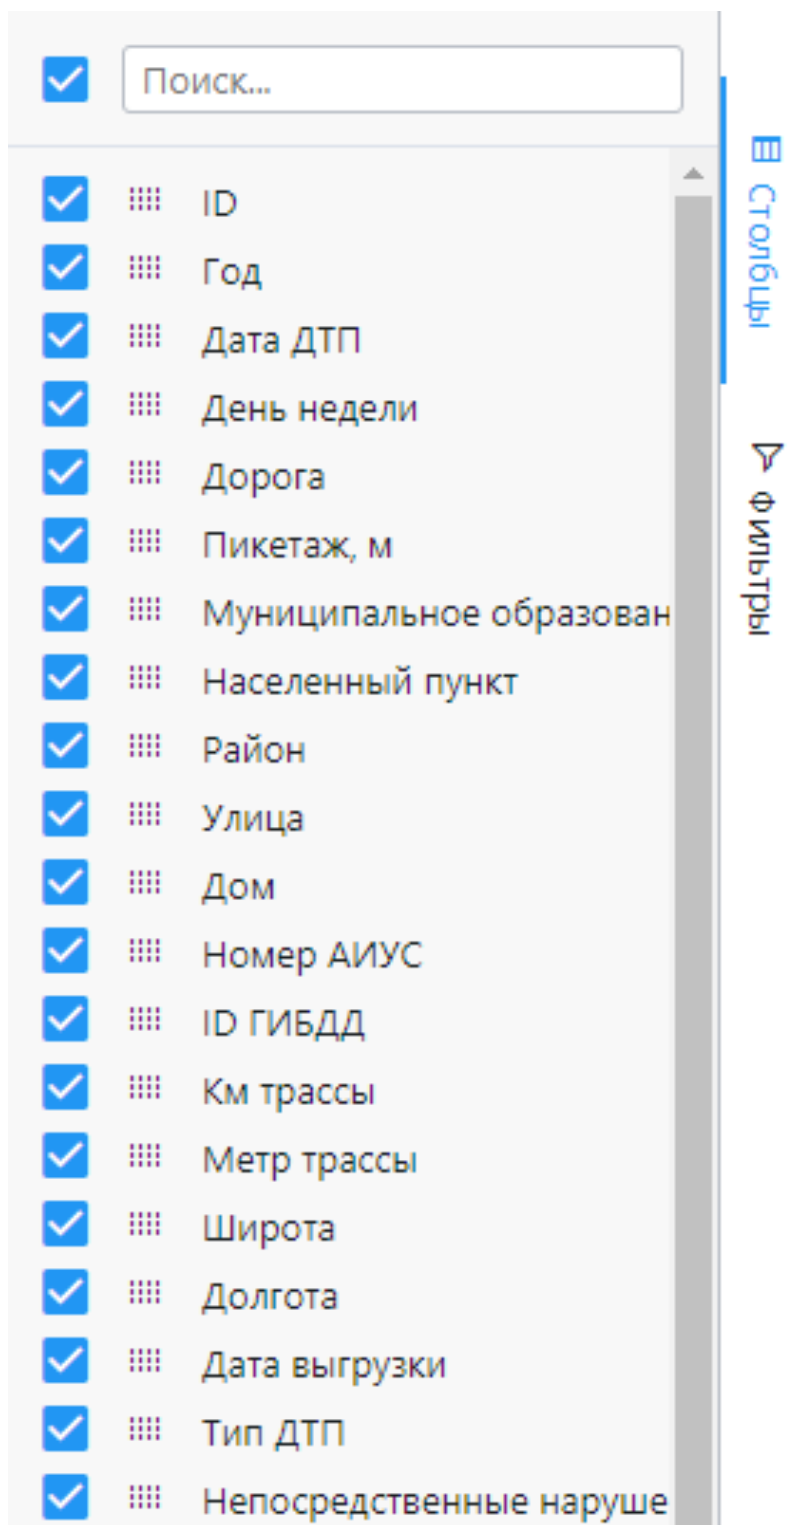 Поиск...
ID
Год
Дата ДТП
День недели
Дорога
Пикетаж, м
Муниципальное образован
Населенный пункт
Район
Улица
Дом
Номер АИУС
ID ГИБДД
Км трассы
Метр трассы
Широта
Долгота
Дата выгрузки
Тип ДТП
Непосредственные наруше
Столбцы
Фильтры